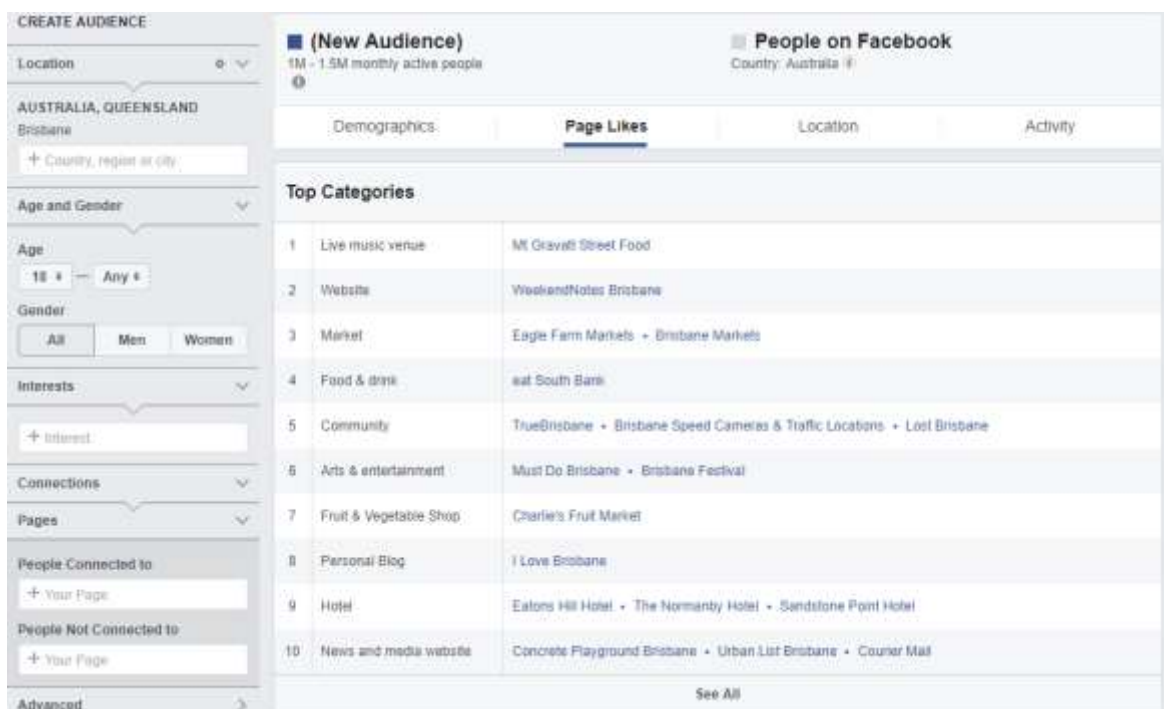 CREATE AUDIENCE
Location
AUSTRALIA, QUEENSLAND
Brisbane
+ Country, region or city
Age and Gender
Age
18 — Any
Gender
All Men Women
Interests
+ Interest
Connections
Pages
People Connected to
+ Your Page
People Not Connected to
+ Your Page
Advanced
(New Audience)
1M - 1.5M monthly active people
People on Facebook
Country: Australia
Demographics Page Likes Location Activity
Top Categories
1 Live music venue Mt Gravatt Street Food
2 Website WeekendNotes Brisbane
3 Market Eagle Farm Markets • Brisbane Markets
4 Food & drink eat South Bank
5 Community TrueBrisbane • Brisbane Speed Cameras & Traffic Locations • Lost Brisbane
6 Arts & entertainment Must Do Brisbane • Brisbane Festival
7 Fruit & Vegetable Shop Charlie's Fruit Market
8 Personal Blog I Love Brisbane
9 Hotel Eatons Hill Hotel • The Normanby Hotel • Sandstone Point Hotel
10 News and media website Concrete Playground Brisbane • Urban List Brisbane • Courier Mail
See All